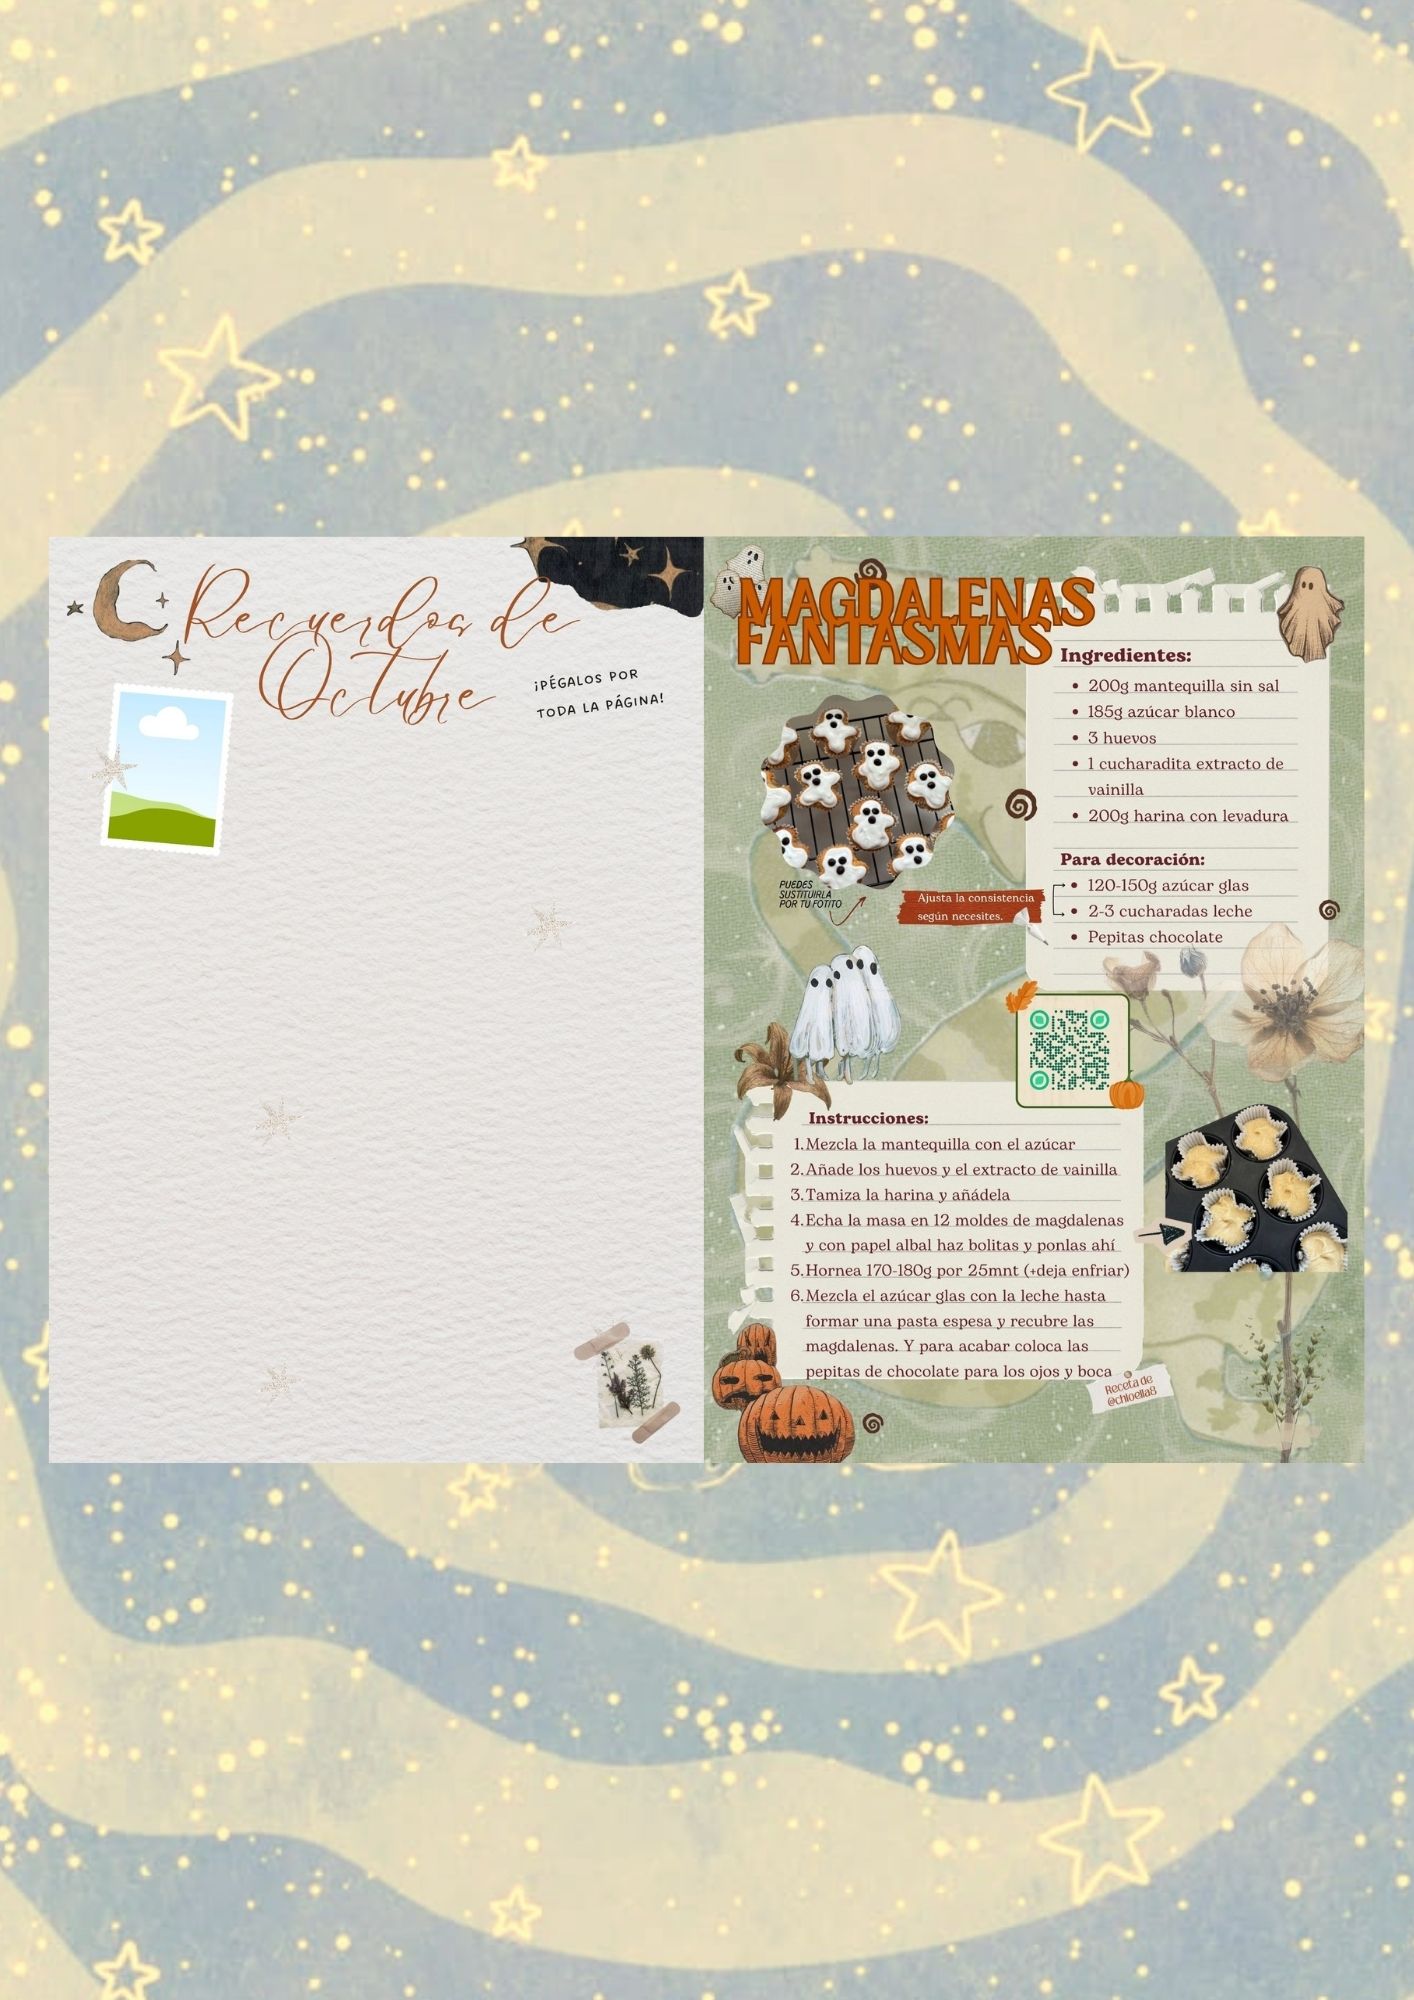 Recuerdos de
Octubre
¡PÉGALOS POR
TODA LA PÁGINA!
MAGDALENAS
FANTASMAS
Ingredientes:
• 200g mantequilla sin sal
• 185g azúcar blanco
• 3 huevos
• 1 cucharadita extracto de
vainilla
• 200g harina con levadura
Para decoración:
• 120-150g azúcar glas
• 2-3 cucharadas leche
• Pepitas chocolate
PUEDES
SUSTITUIRLA
POR TU FOTITO
Ajusta la consistencia
según necesites.
Instrucciones:
1. Mezcla la mantequilla con el azúcar
2. Añade los huevos y el extracto de vainilla
3. Tamiza la harina y añádela
4. Echa la masa en 12 moldes de magdalenas
y con papel albal haz bolitas y ponlas ahí
5. Hornea 170-180g por 25mnt (+deja enfriar)
6. Mezcla el azúcar glas con la leche hasta
formar una pasta espesa y recubre las
magdalenas. Y para acabar coloca las
pepitas de chocolate para los ojos y boca
Receta de
@chloella8